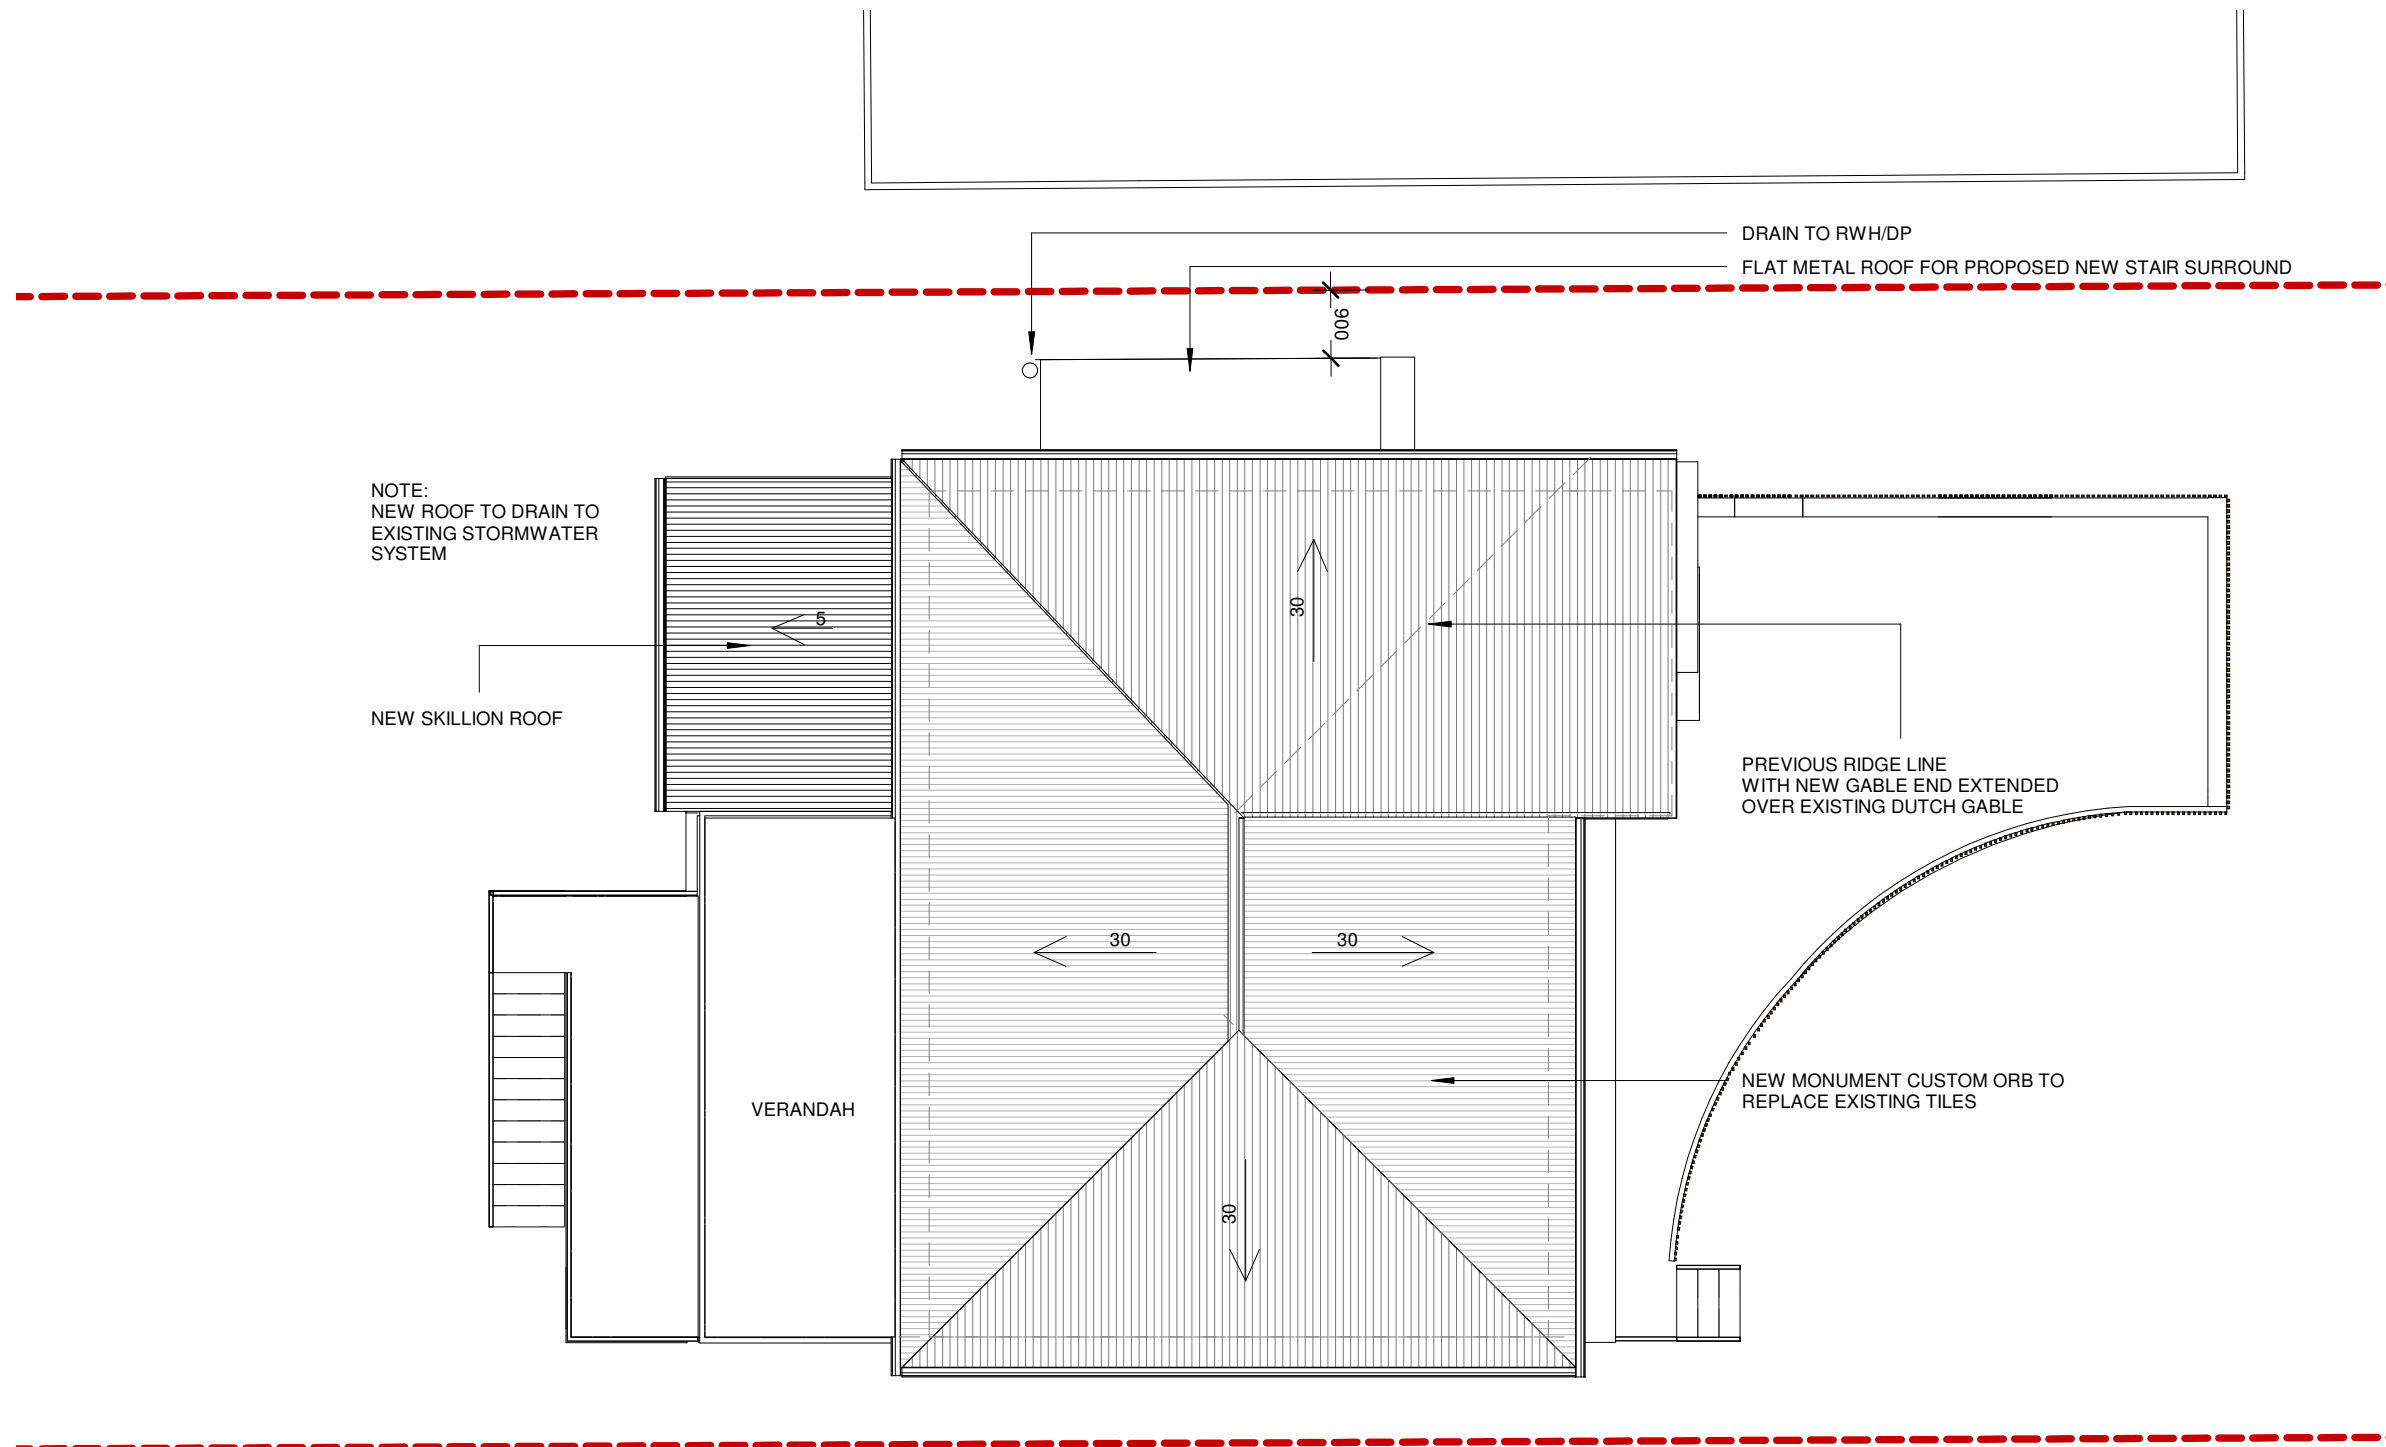 DRAIN TO RWH/DP
FLAT METAL ROOF FOR PROPOSED NEW STAIR SURROUND
900
NOTE:
NEW ROOF TO DRAIN TO
EXISTING STORMWATER
SYSTEM
30
5
NEW SKILLION ROOF
PREVIOUS RIDGE LINE
WITH NEW GABLE END EXTENDED
OVER EXISTING DUTCH GABLE
30
30
NEW MONUMENT CUSTOM ORB TO
REPLACE EXISTING TILES
VERANDAH
30